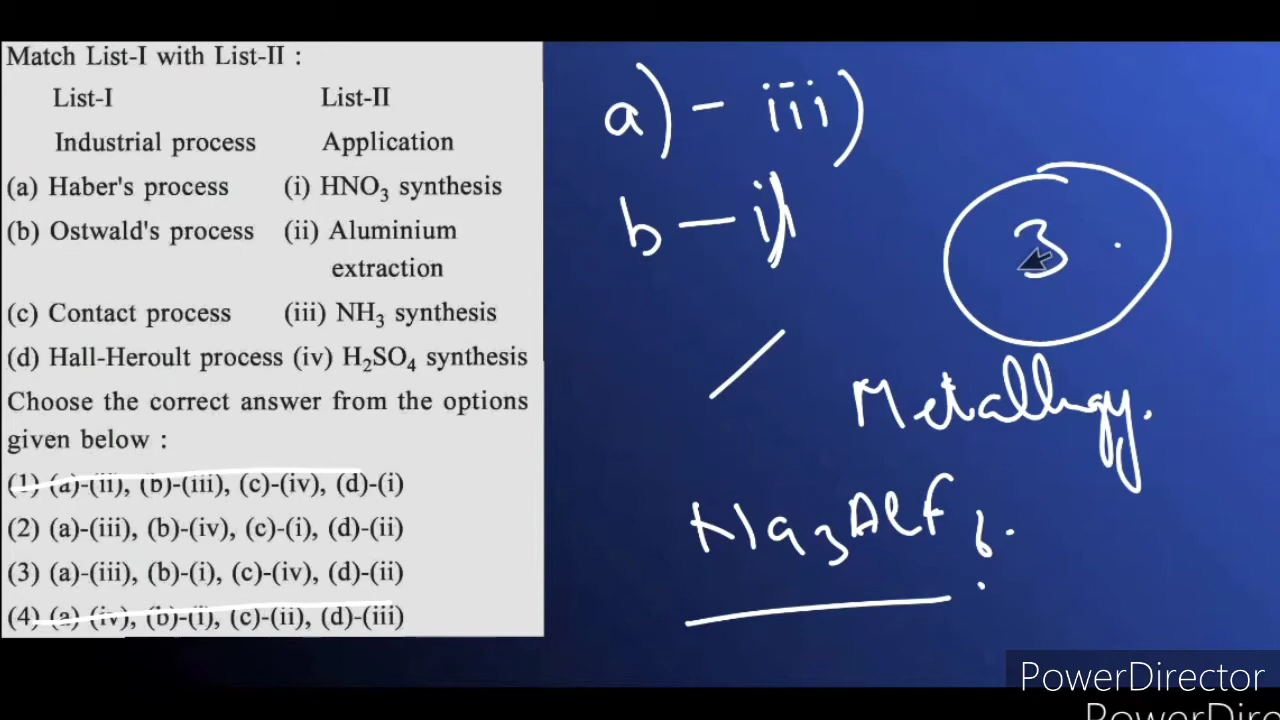 Match List-I with List-II :
List-I List-II
Industrial process Application
(a) Haber's process (i) HNO₃ synthesis
(b) Ostwald's process (ii) Aluminium
extraction
(c) Contact process (iii) NH₃ synthesis
(d) Hall-Heroult process (iv) H₂SO₄ synthesis
Choose the correct answer from the options
given below :
(1) (a)-(ii), (b)-(iii), (c)-(iv), (d)-(i)
(2) (a)-(iii), (b)-(iv), (c)-(i), (d)-(ii)
(3) (a)-(iii), (b)-(i), (c)-(iv), (d)-(ii)
(4) (a)-(iv), (b)-(i), (c)-(ii), (d)-(iii)
a) - iii)
b - i)
3
Metallurgy.
Na₃AlF₆.
PowerDirector
PowerDire